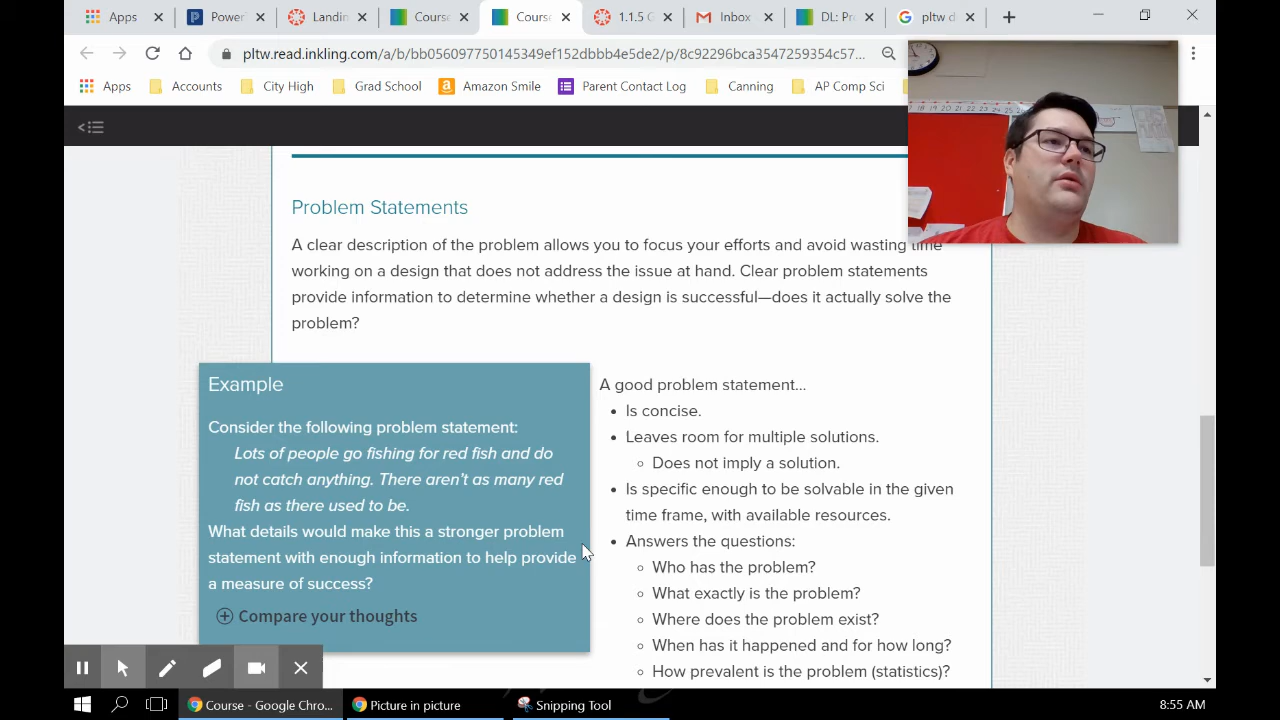 Apps
Power
Landin
Course
Course
1.1.5 G
Inbox
DL: Pr
pltw d
pltw.read.inkling.com/a/b/bb056097750145349ef152dbbb4e5de2/p/8c92296bca3547259354c57...
Apps
Accounts
City High
Grad School
Amazon Smile
Parent Contact Log
Canning
AP Comp Sci
Problem Statements
A clear description of the problem allows you to focus your efforts and avoid wasting time
working on a design that does not address the issue at hand. Clear problem statements
provide information to determine whether a design is successful—does it actually solve the
problem?
Example
Consider the following problem statement:
Lots of people go fishing for red fish and do
not catch anything. There aren't as many red
fish as there used to be.
What details would make this a stronger problem
statement with enough information to help provide
a measure of success?
Compare your thoughts
A good problem statement...
• Is concise.
• Leaves room for multiple solutions.
Does not imply a solution.
• Is specific enough to be solvable in the given
time frame, with available resources.
• Answers the questions:
Who has the problem?
What exactly is the problem?
Where does the problem exist?
When has it happened and for how long?
How prevalent is the problem (statistics)?
Course - Google Chro...
Picture in picture
Snipping Tool
8:55 AM